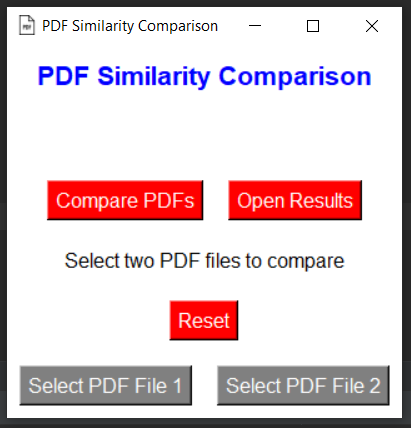 PDF Similarity Comparison
PDF Similarity Comparison
Compare PDFs Open Results
Select two PDF files to compare
Reset
Select PDF File 1 Select PDF File 2